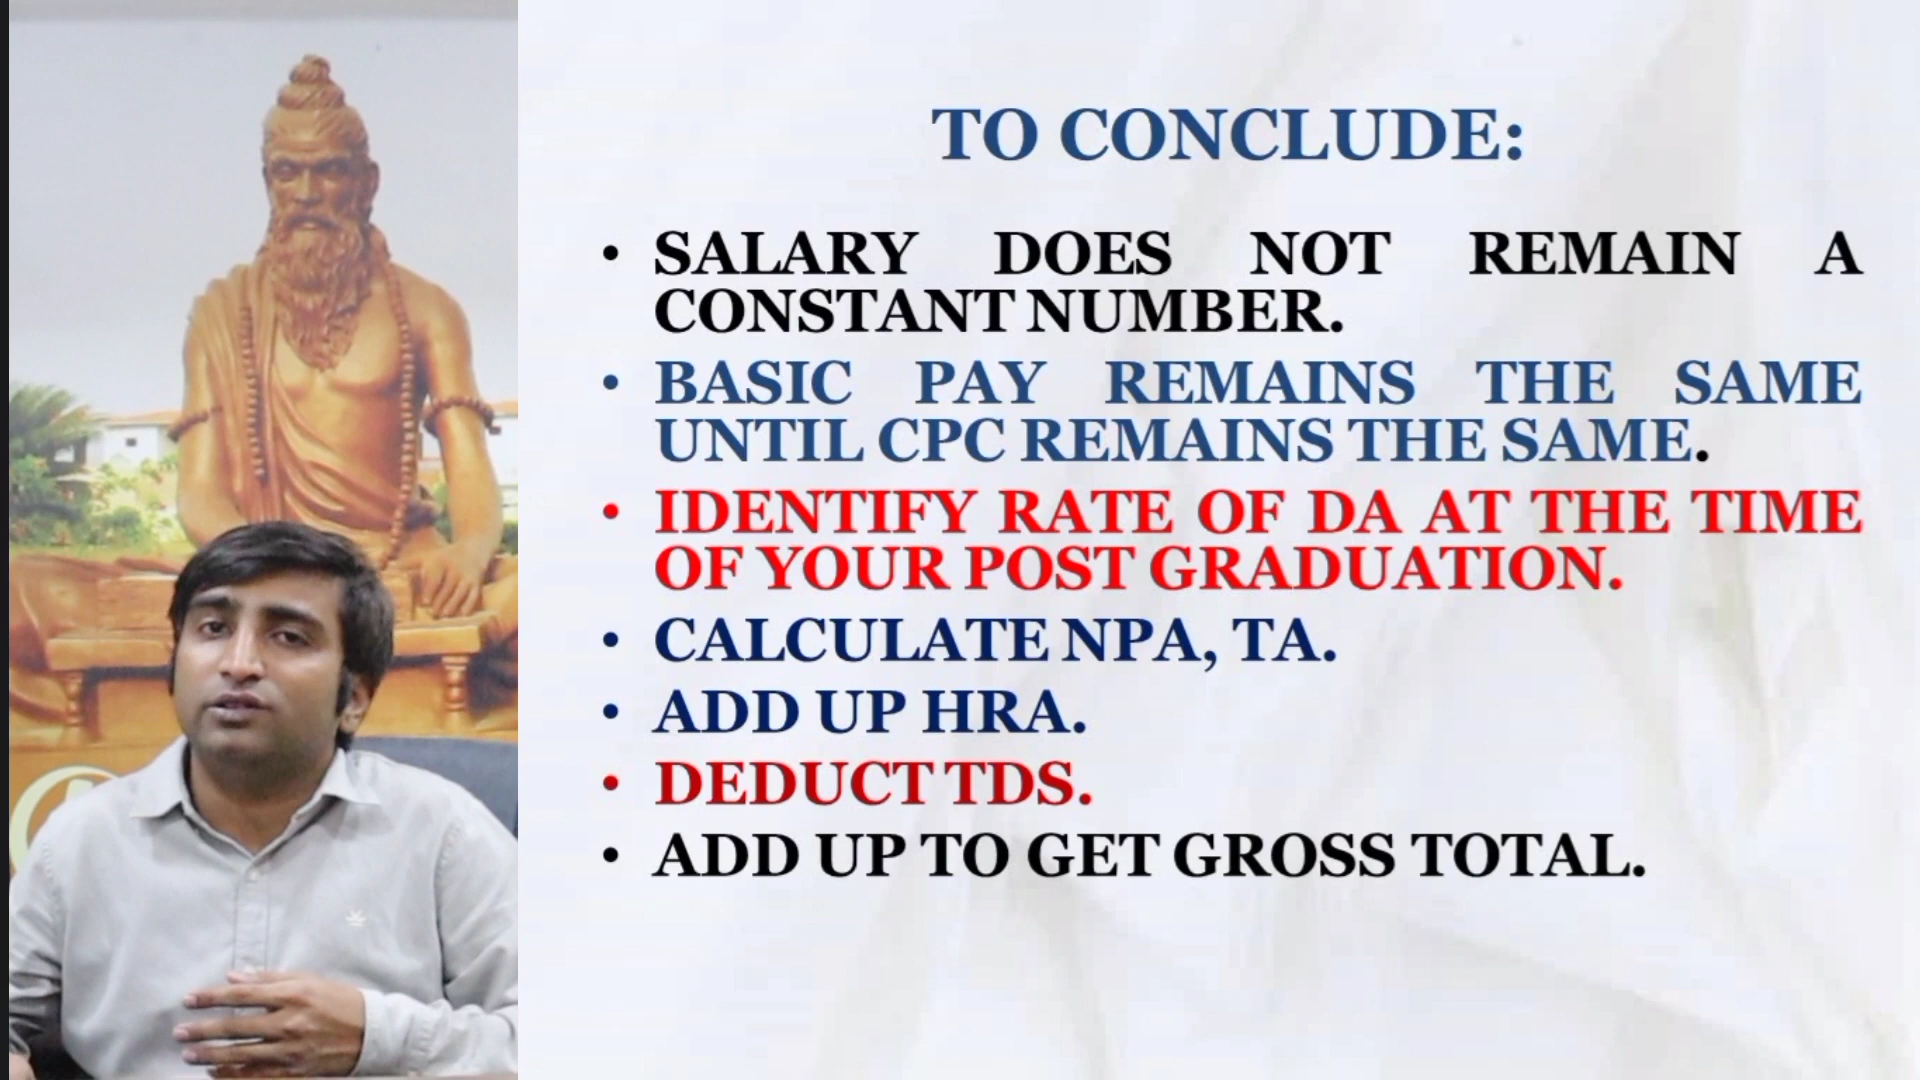 TO CONCLUDE:
• SALARY DOES NOT REMAIN A
CONSTANT NUMBER.
• BASIC PAY REMAINS THE SAME
UNTIL CPC REMAINS THE SAME.
• IDENTIFY RATE OF DA AT THE TIME
OF YOUR POST GRADUATION.
• CALCULATE NPA, TA.
• ADD UP HRA.
• DEDUCT TDS.
• ADD UP TO GET GROSS TOTAL.